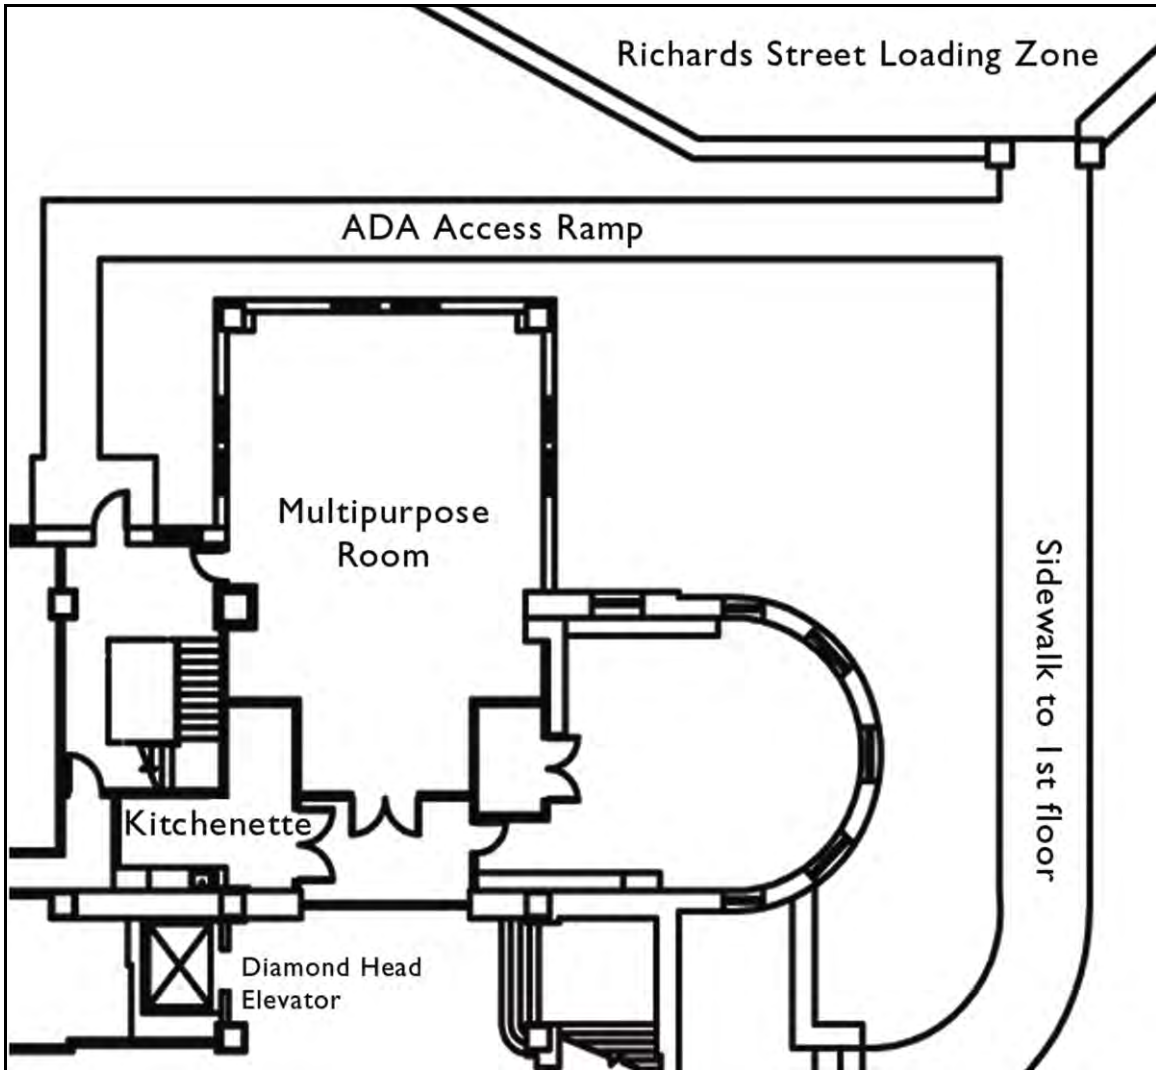 Richards Street Loading Zone
ADA Access Ramp
Multipurpose
Room
Sidewalk to 1st floor
Kitchenette
Diamond Head
Elevator